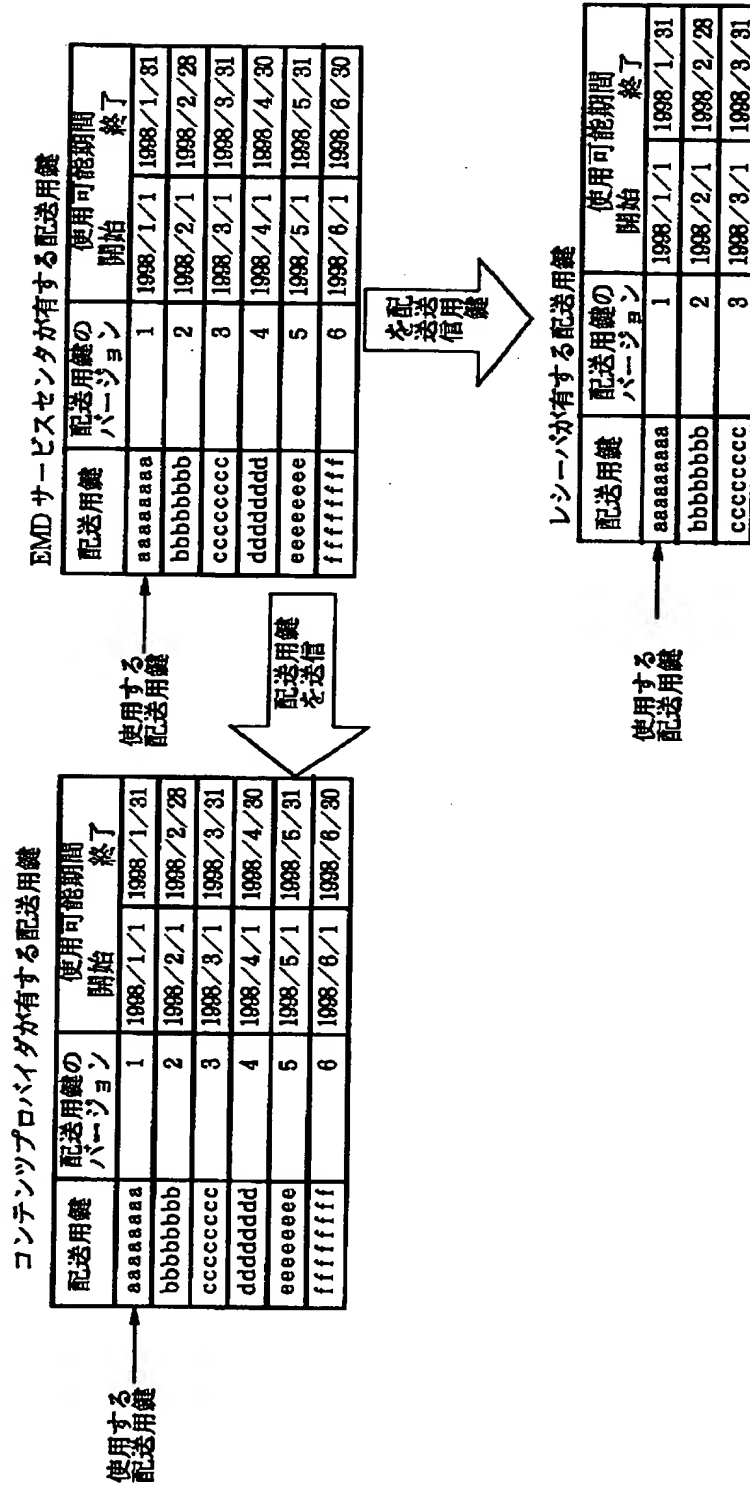 コンテンツプロバイダが有する配送用鍵
配送用鍵 配送用鍵の バージョン 使用可能期間 開始 終了
aaaaaaaa 1 1998/1/1 1998/1/31
bbbbbbbb 2 1998/2/1 1998/2/28
cccccccc 3 1998/3/1 1998/3/31
dddddddd 4 1998/4/1 1998/4/30
eeeeeeee 5 1998/5/1 1998/5/31
ffffffff 6 1998/6/1 1998/6/30
使用する
配送用鍵
配送用鍵
を送信
EMDサービスセンタが有する配送用鍵
配送用鍵 配送用鍵の バージョン 使用可能期間 開始 終了
aaaaaaaa 1 1998/1/1 1998/1/31
bbbbbbbb 2 1998/2/1 1998/2/28
cccccccc 3 1998/3/1 1998/3/31
dddddddd 4 1998/4/1 1998/4/30
eeeeeeee 5 1998/5/1 1998/5/31
ffffffff 6 1998/6/1 1998/6/30
使用する
配送用鍵
配送用鍵
を送信
レシーバが有する配送用鍵
配送用鍵 配送用鍵の バージョン 使用可能期間 開始 終了
aaaaaaaa 1 1998/1/1 1998/1/31
bbbbbbbb 2 1998/2/1 1998/2/28
cccccccc 3 1998/3/1 1998/3/31
使用する
配送用鍵